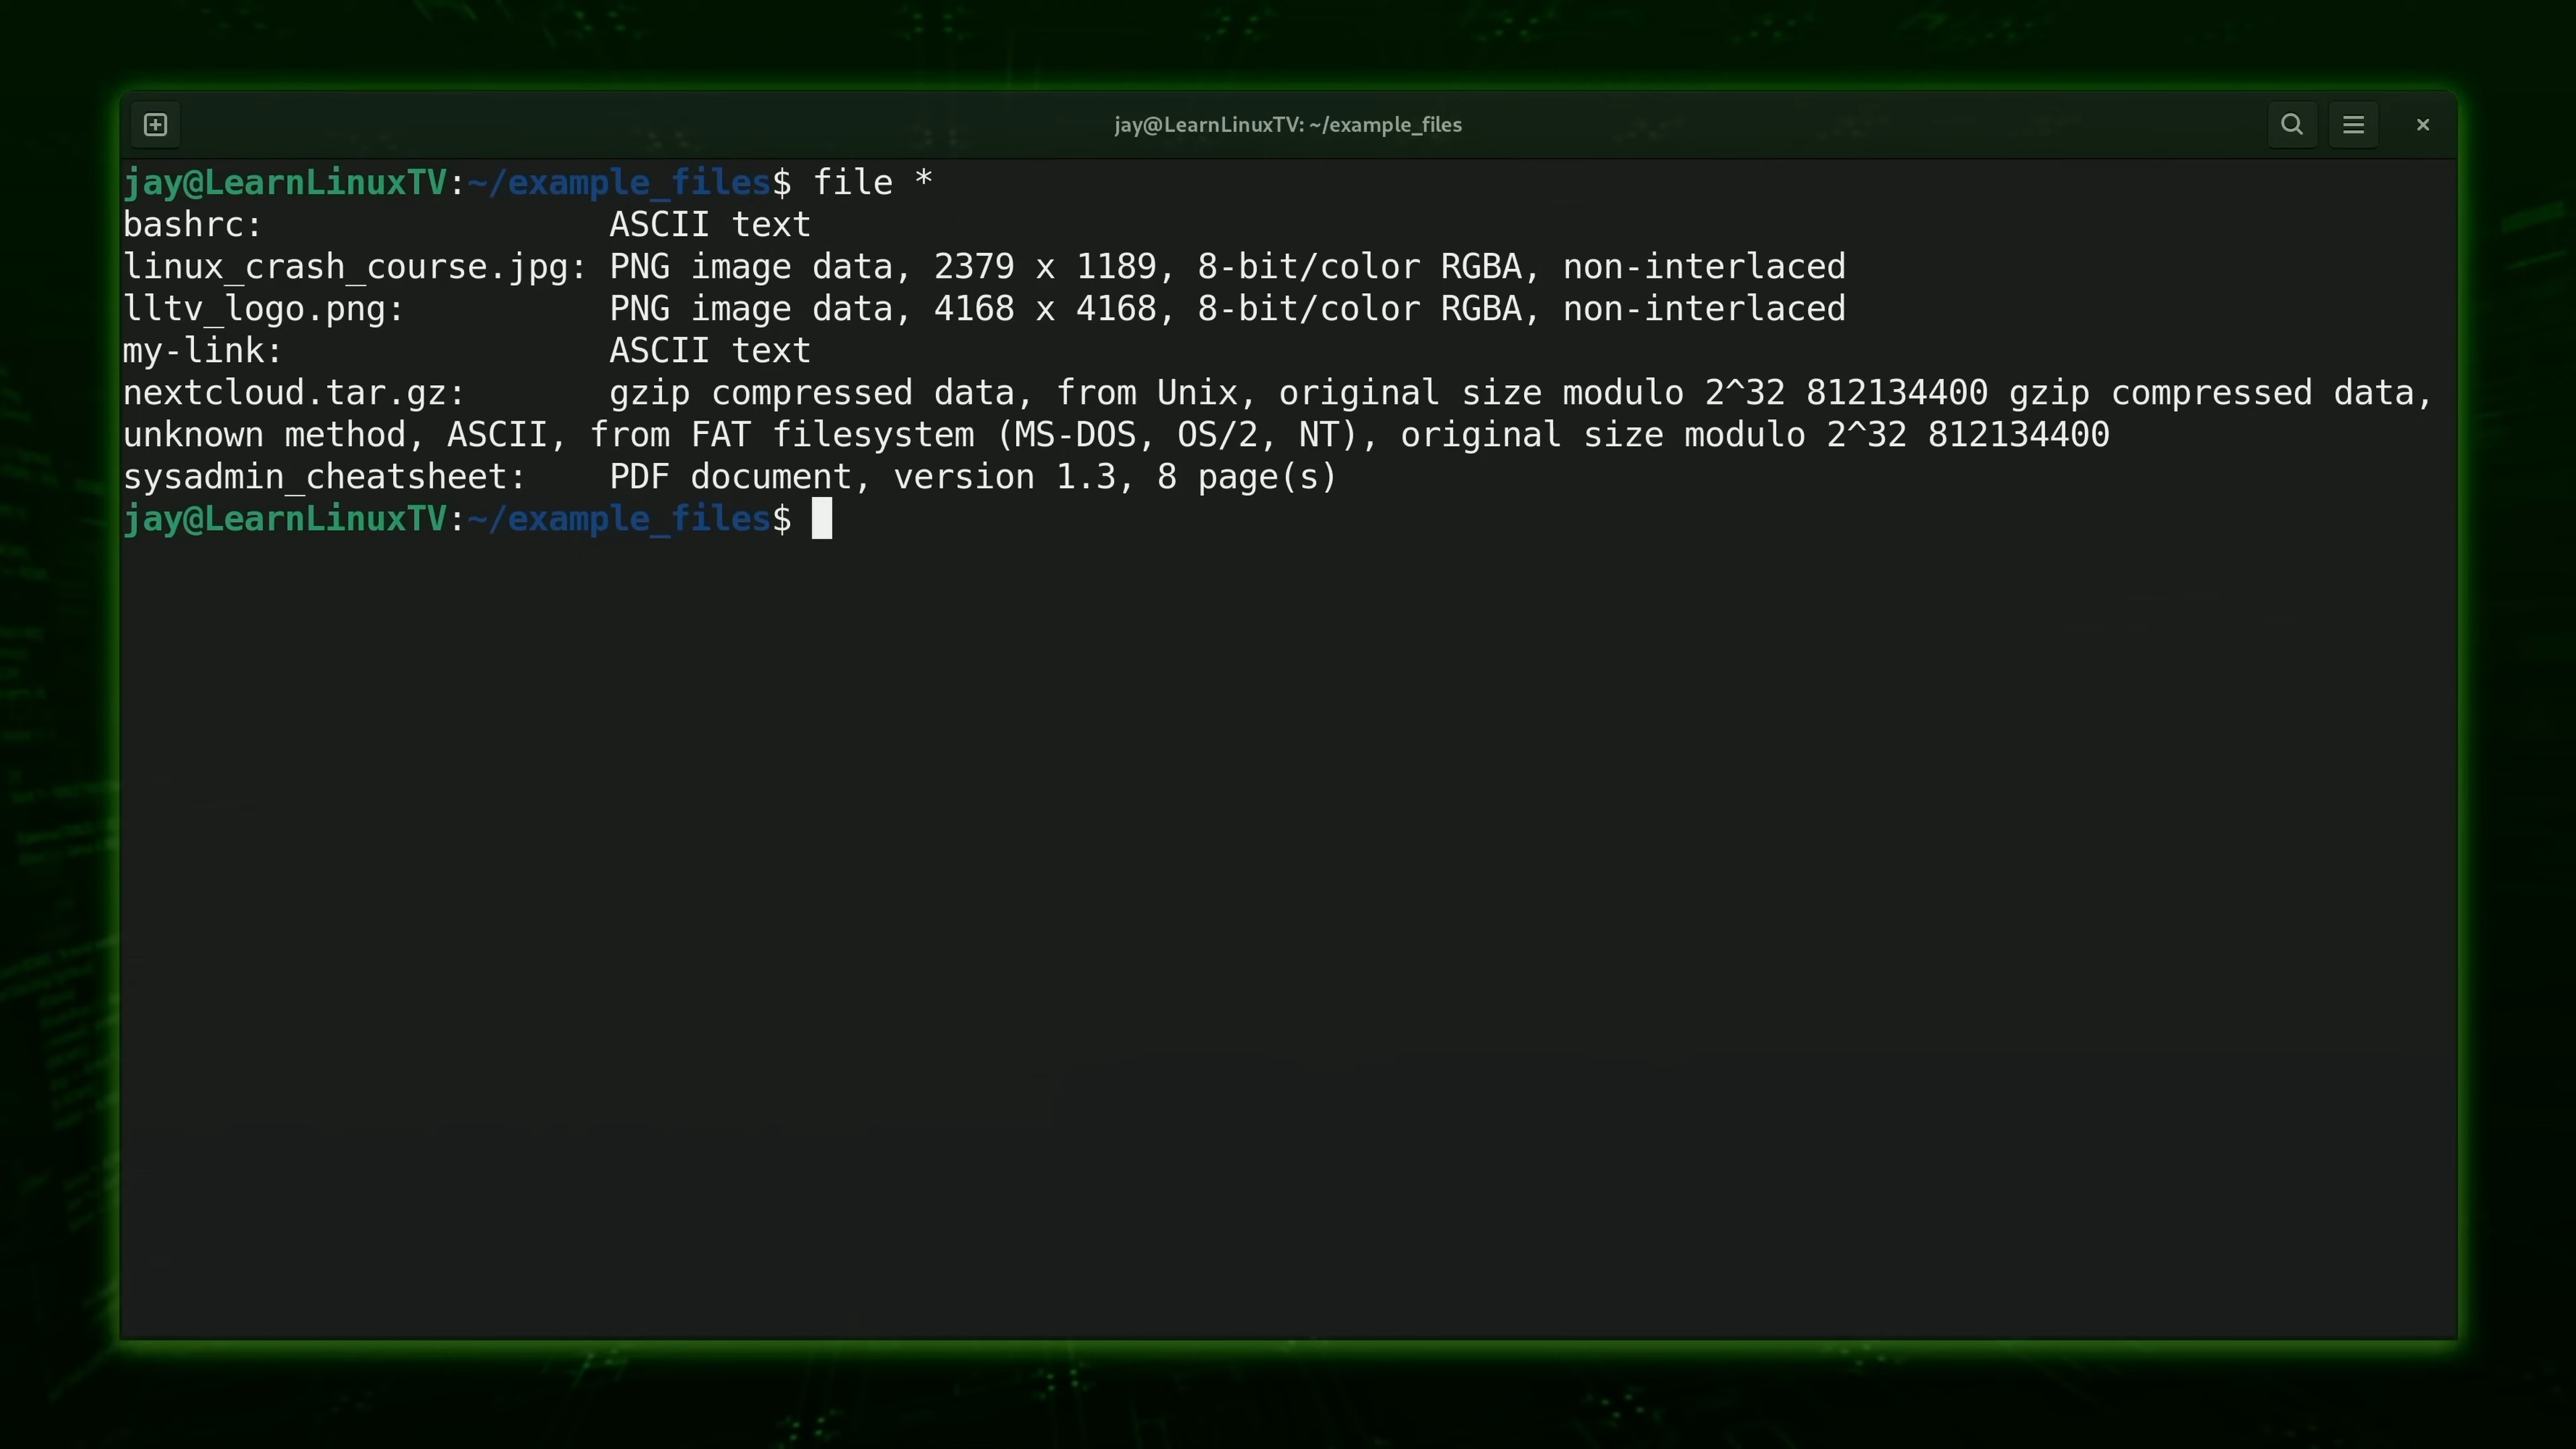 jay@LearnLinuxTV: ~/example_files
jay@LearnLinuxTV:~/example_files$ file *
bashrc:                 ASCII text
linux_crash_course.jpg: PNG image data, 2379 x 1189, 8-bit/color RGBA, non-interlaced
lltv_logo.png:          PNG image data, 4168 x 4168, 8-bit/color RGBA, non-interlaced
my-link:                ASCII text
nextcloud.tar.gz:       gzip compressed data, from Unix, original size modulo 2^32 812134400 gzip compressed data,
unknown method, ASCII, from FAT filesystem (MS-DOS, OS/2, NT), original size modulo 2^32 812134400
sysadmin_cheatsheet:    PDF document, version 1.3, 8 page(s)
jay@LearnLinuxTV:~/example_files$